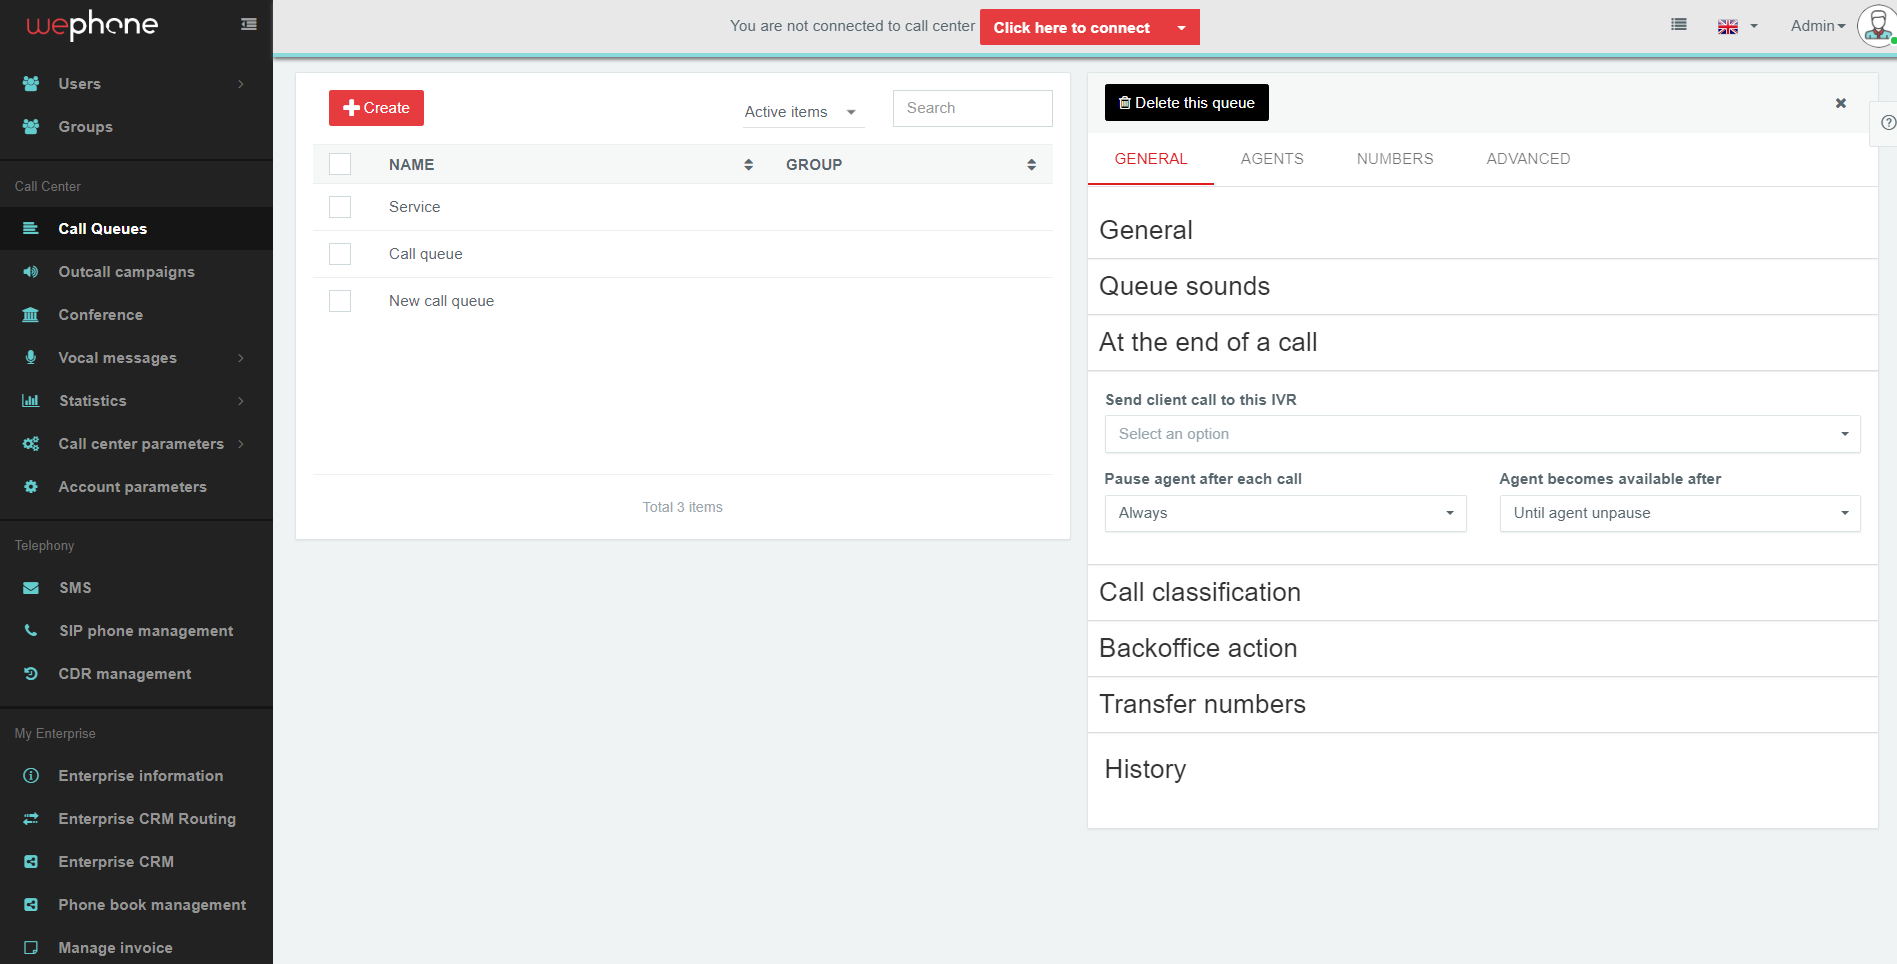 wephone
You are not connected to call center Click here to connect
Admin
Users
Groups
Call Center
Call Queues
Outcall campaigns
Conference
Vocal messages
Statistics
Call center parameters
Account parameters
Telephony
SMS
SIP phone management
CDR management
My Enterprise
Enterprise information
Enterprise CRM Routing
Enterprise CRM
Phone book management
Manage invoice
Create
Active items
Search
NAME GROUP
Service
Call queue
New call queue
Total 3 items
Delete this queue
GENERAL AGENTS NUMBERS ADVANCED
General
Queue sounds
At the end of a call
Send client call to this IVR
Select an option
Pause agent after each call Agent becomes available after
Always Until agent unpause
Call classification
Backoffice action
Transfer numbers
History